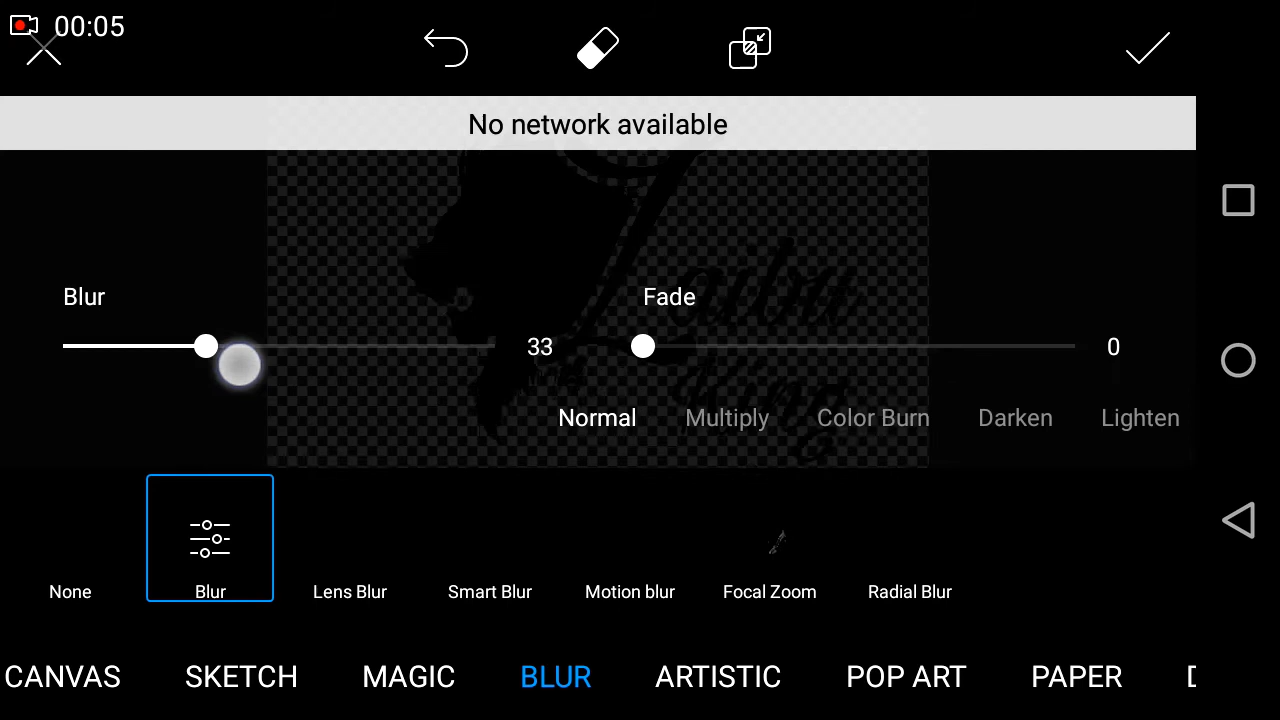 00:05
No network available
Blur
Fade
33
0
Normal Multiply Color Burn Darken Lighten
None Blur Lens Blur Smart Blur Motion blur Focal Zoom Radial Blur
CANVAS SKETCH MAGIC BLUR ARTISTIC POP ART PAPER
King